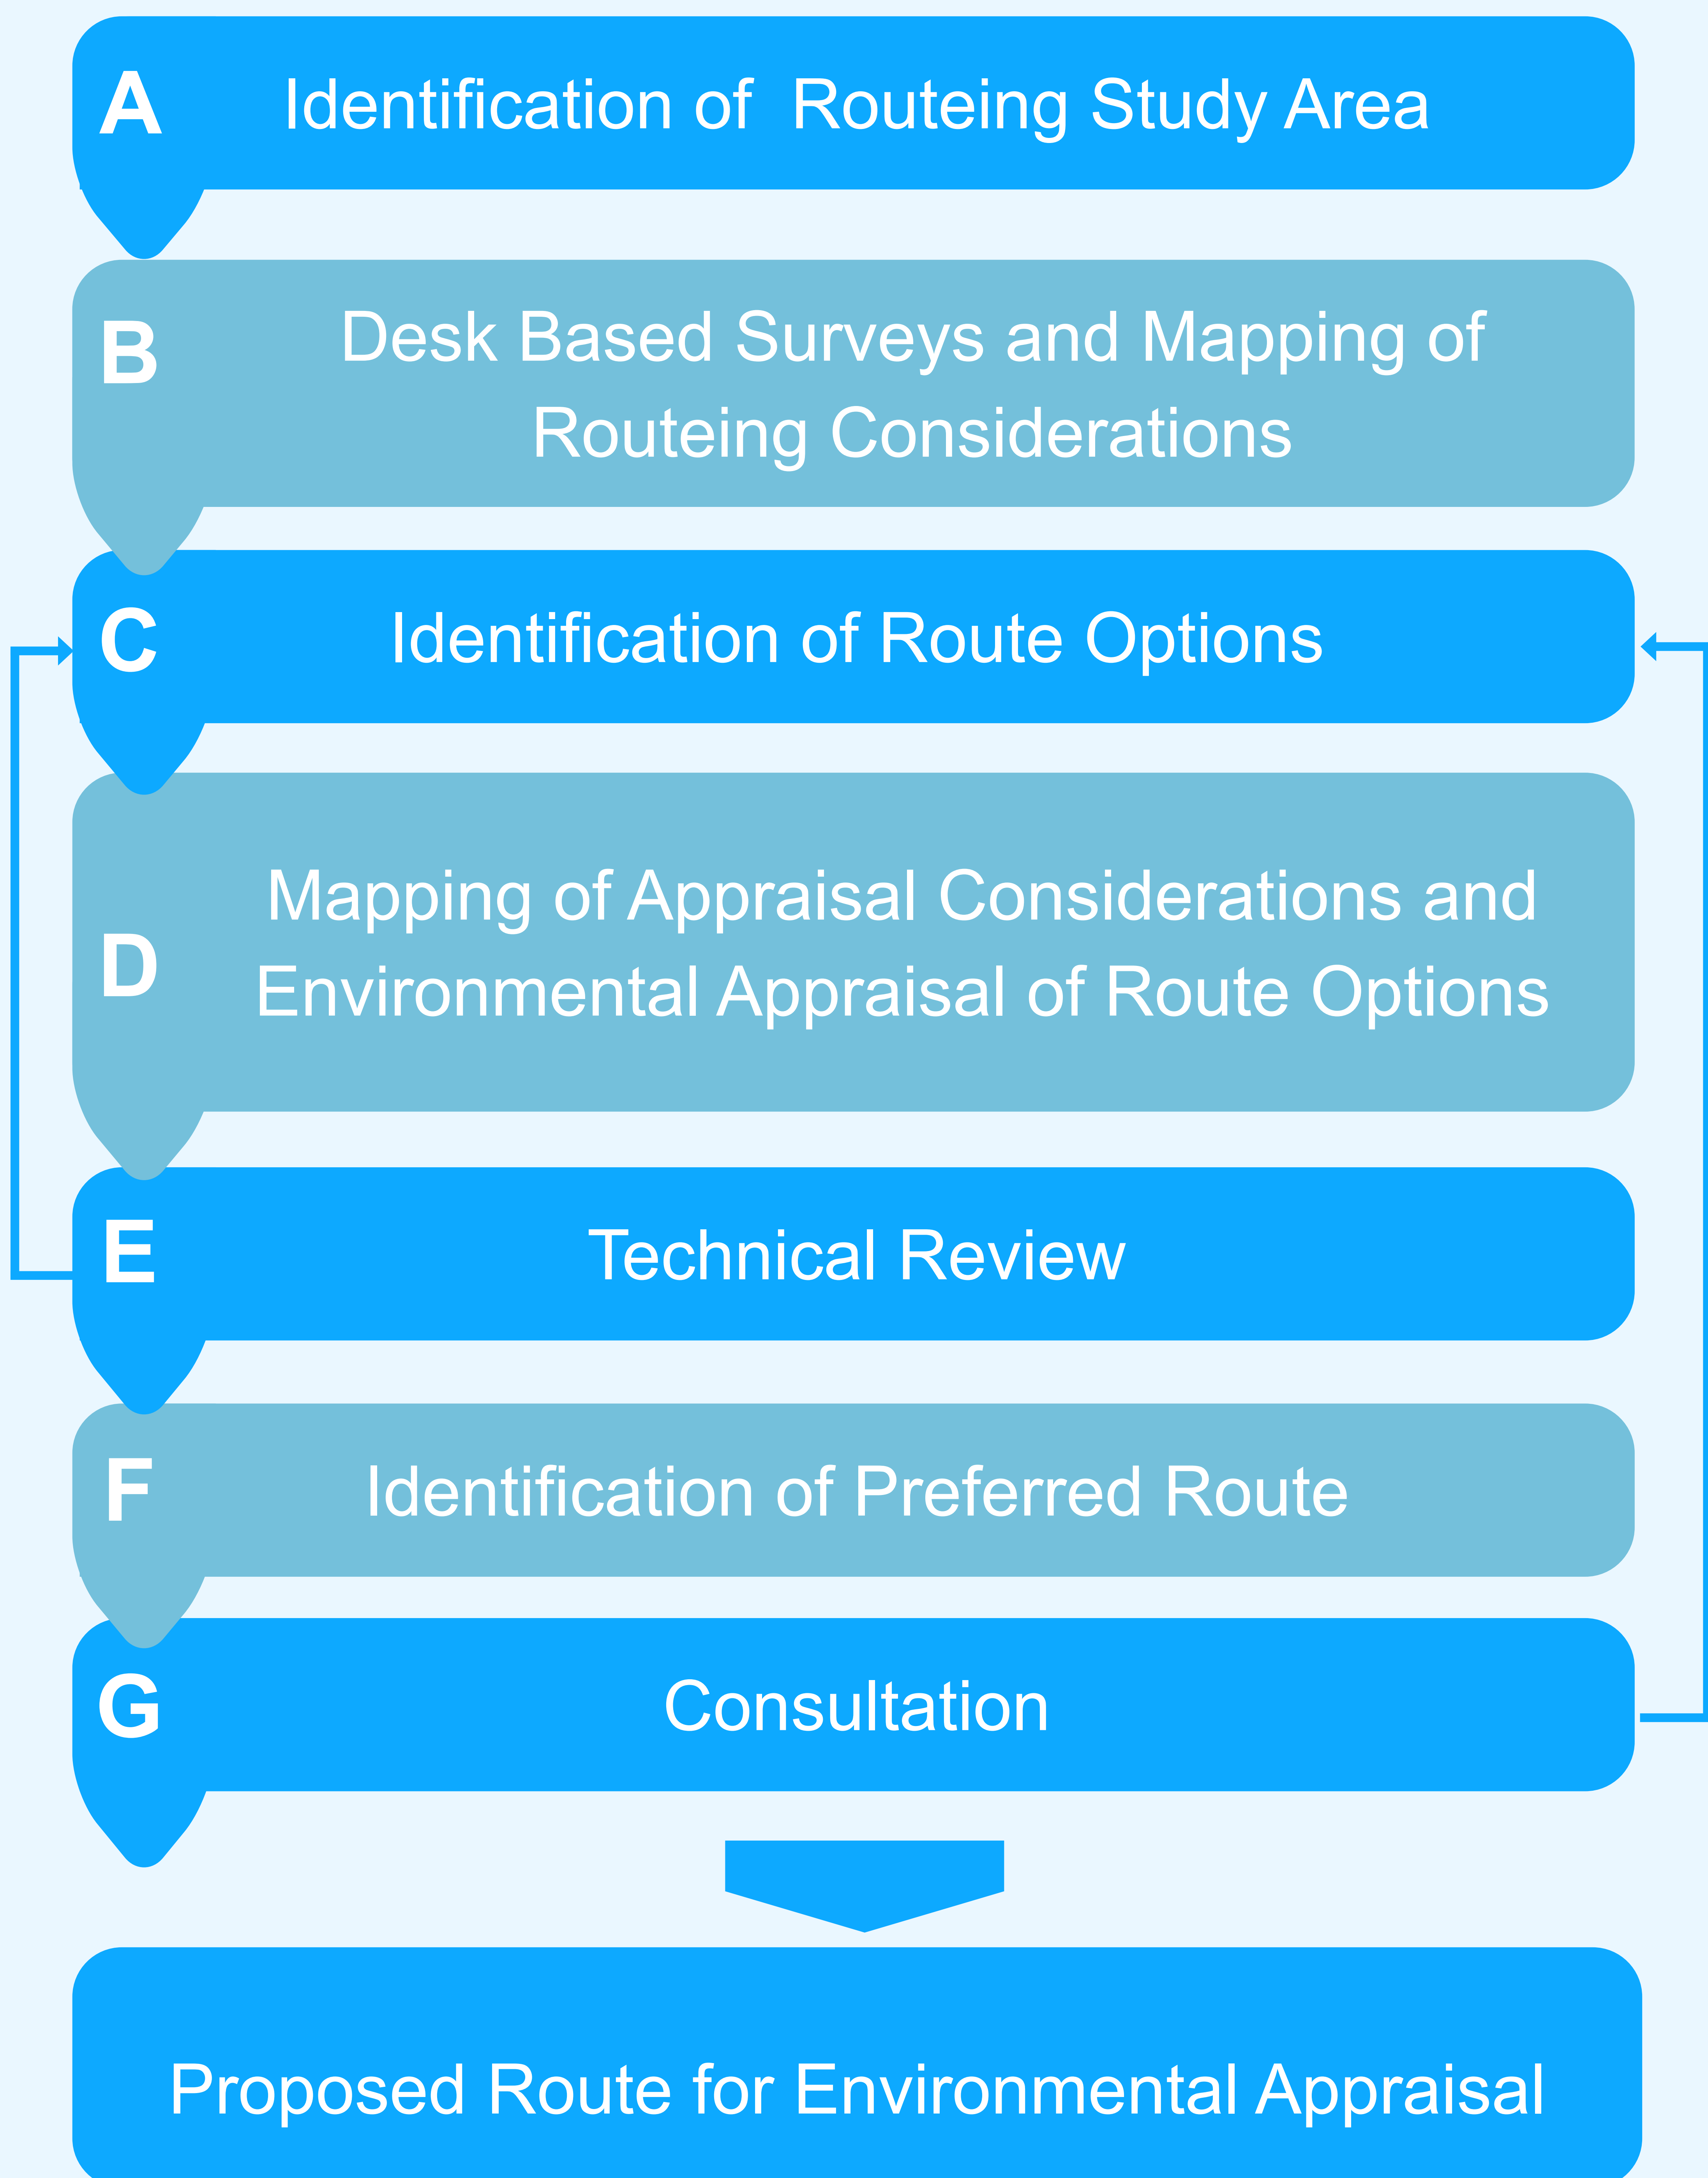 A
Identification of Routeing Study Area
B
Desk Based Surveys and Mapping of
Routeing Considerations
C
Identification of Route Options
D
Mapping of Appraisal Considerations and
Environmental Appraisal of Route Options
E
Technical Review
F
Identification of Preferred Route
G
Consultation
Proposed Route for Environmental Appraisal